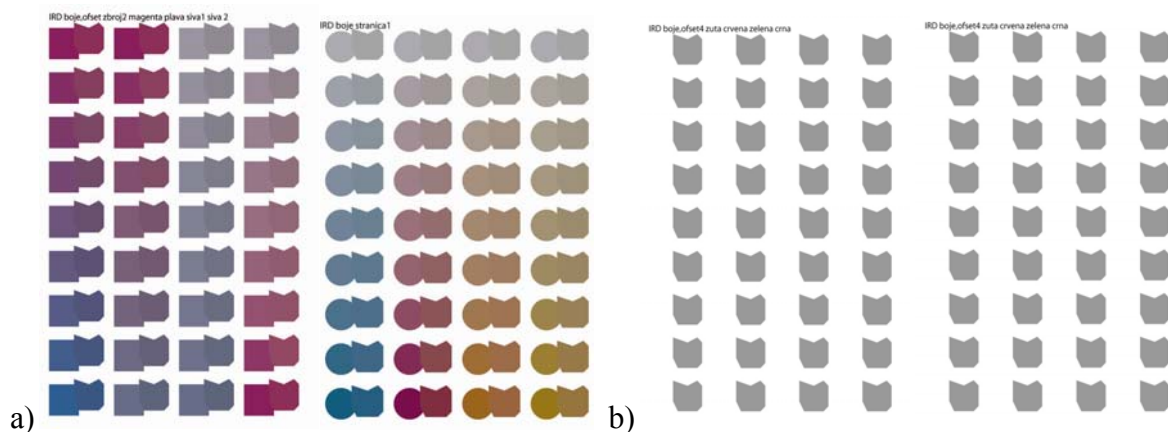 IRD boje,ofset zbroj2 magenta plava siva1 siva 2
IRD boje stranica1
IRD boje,ofset4 zuta crvena zelena crna
IRD boje,ofset4 zuta crvena zelena crna
a)
b)